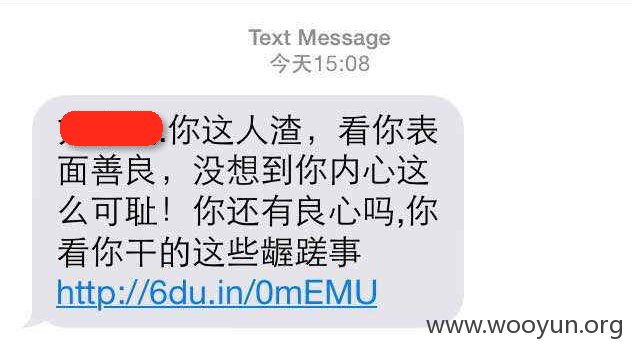 Text Message
今天15:08
.你这人渣，看你表
面善良，没想到你内心这
么可耻！你还有良心吗,你
看你干的这些龌蹉事
http://6du.in/0mEMU
www.wooyun.org